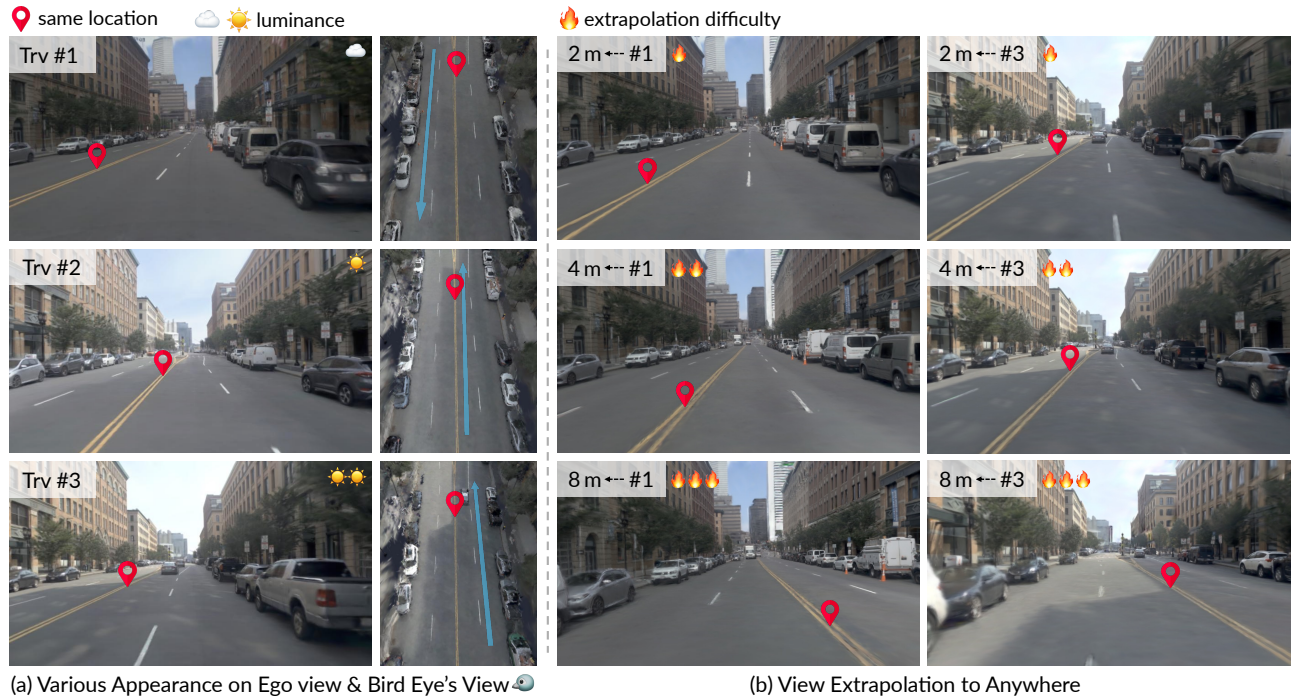 same location
luminance
extrapolation difficulty
Trv #1
2 m #1
2 m #3
Trv #2
4 m #1
4 m #3
Trv #3
8 m #1
8 m #3
(a) Various Appearance on Ego view & Bird Eye's View
(b) View Extrapolation to Anywhere